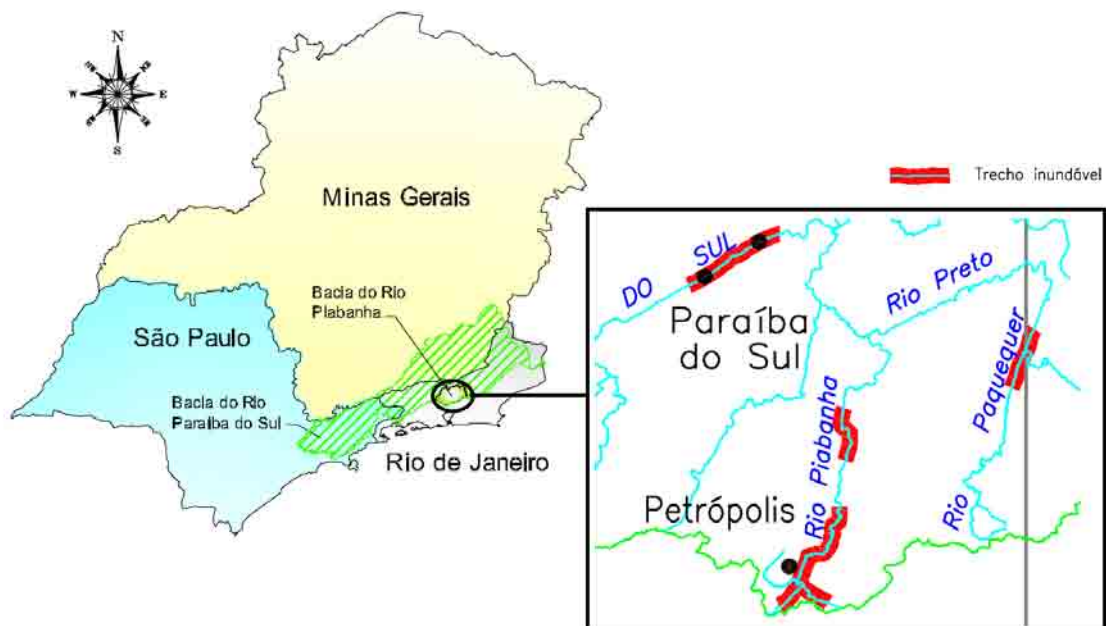 N
W
E
S
Minas Gerais
Bacia do Rio
Piabanha
São Paulo
Bacia do Rio
Paraíba do Sul
Rio de Janeiro
Trecho inundável
DO SUL
Rio Preto
Paraíba
do Sul
Rio Paquequer
Rio Piabanha
Petrópolis